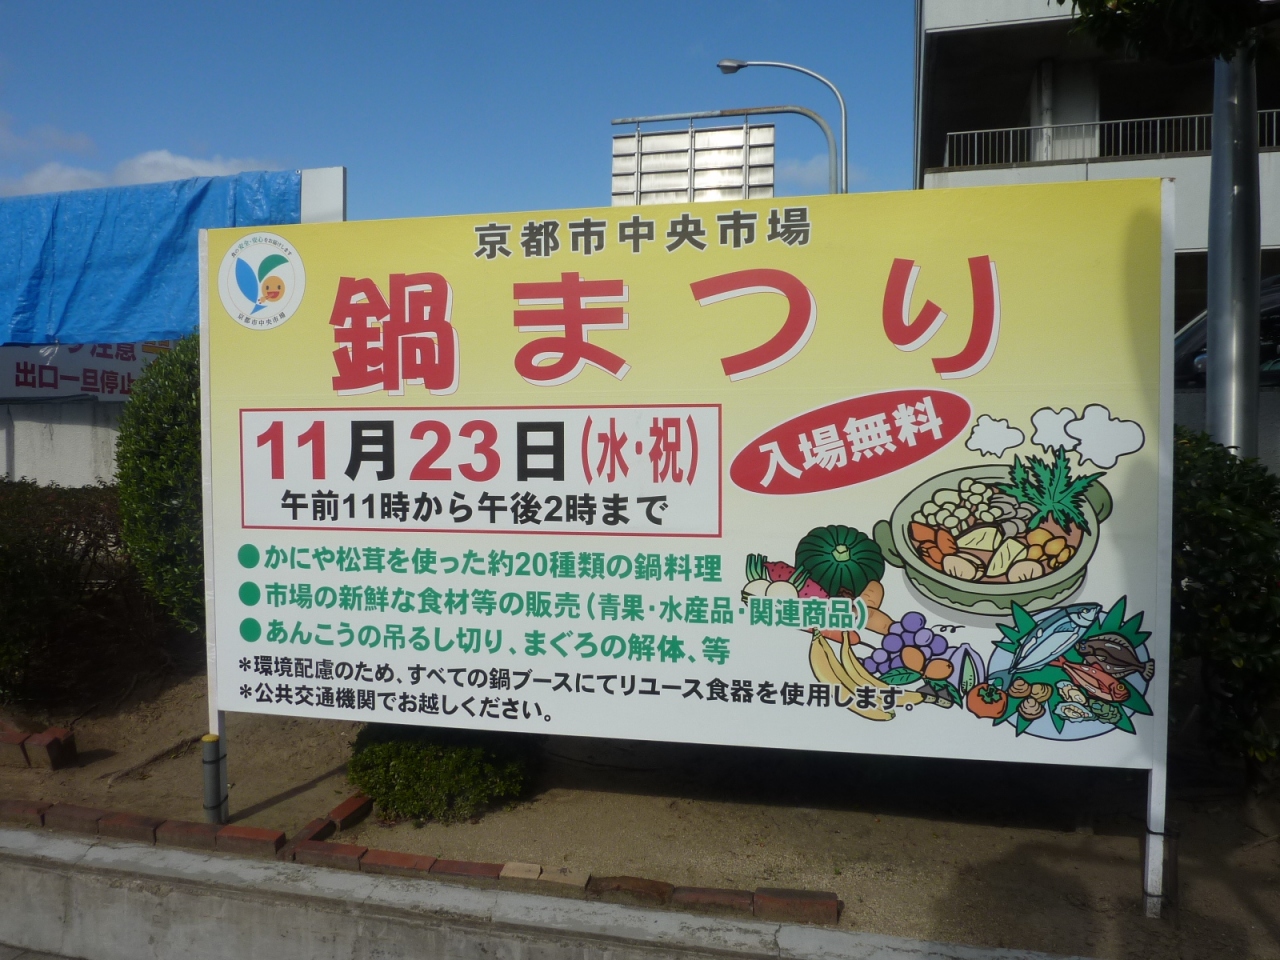 京都市中央市場
鍋まつり
11月23日(水・祝)
午前11時から午後2時まで
入場無料
●かにや松茸を使った約20種類の鍋料理
●市場の新鮮な食材等の販売(青果・水産品・関連商品)
●あんこうの吊るし切り、まぐろの解体、等
＊環境配慮のため、すべての鍋ブースにてリユース食器を使用します。
＊公共交通機関でお越しください。
京都市中央市場
注意
出口一旦停止